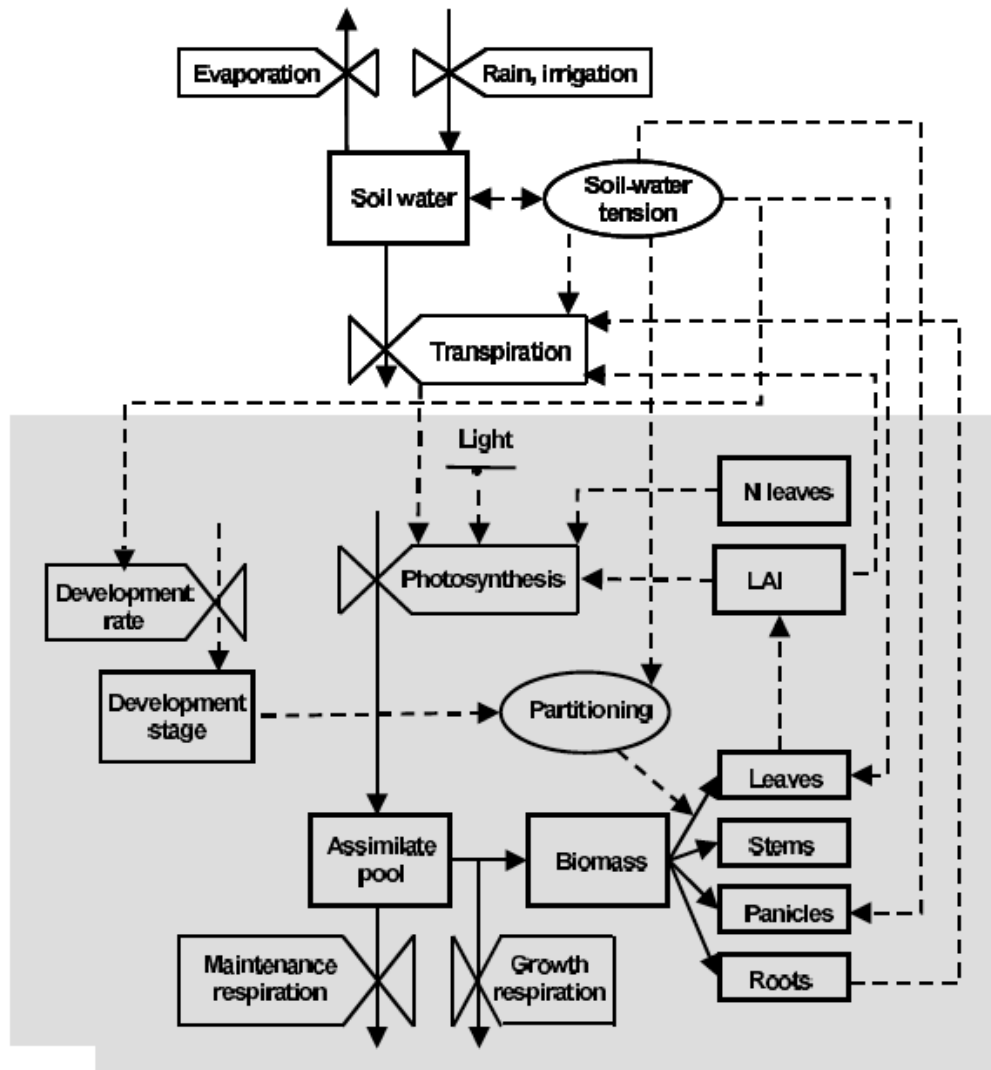 Evaporation
Rain, irrigation
Soil water
Soil-water
tension
Transpiration
Light
N leaves
Photosynthesis
LAI
Development
rate
Development
stage
Partitioning
Leaves
Assimilate
pool
Biomass
Stems
Panicles
Maintenance
respiration
Growth
respiration
Roots